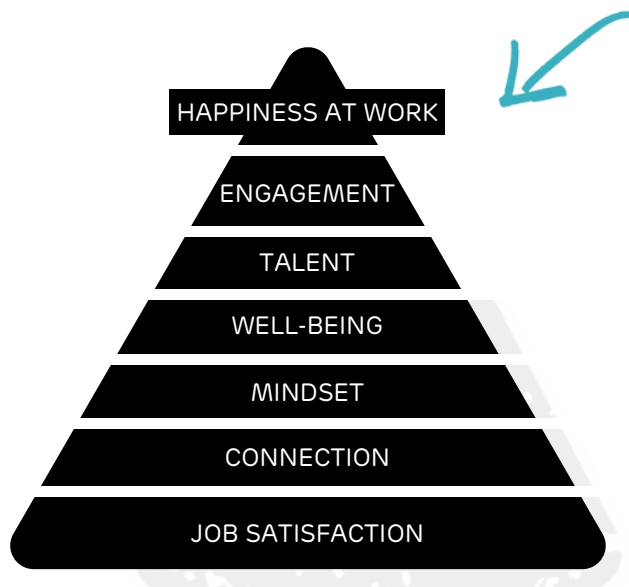 HAPPINESS AT WORK
ENGAGEMENT
TALENT
WELL-BEING
MINDSET
CONNECTION
JOB SATISFACTION